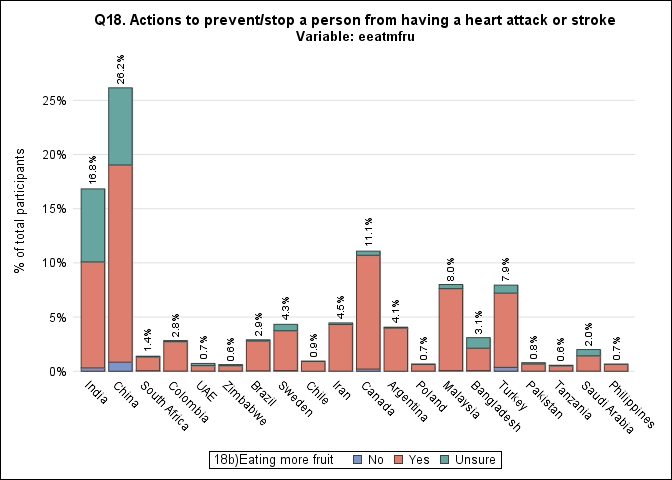 Q18. Actions to prevent/stop a person from having a heart attack or stroke
Variable: eeatmfru
% of total participants
25%
20%
15%
10%
5%
0%
16.8%
26.2%
1.4%
2.8%
0.7%
0.6%
2.9%
4.3%
0.9%
4.5%
11.1%
4.1%
0.7%
8.0%
3.1%
7.9%
0.8%
0.6%
2.0%
0.7%
India
China
South Africa
Colombia
UAE
Zimbabwe
Brazil
Sweden
Chile
Iran
Canada
Argentina
Poland
Malaysia
Bangladesh
Turkey
Pakistan
Tanzania
Saudi Arabia
Philippines
18b)Eating more fruit No Yes Unsure